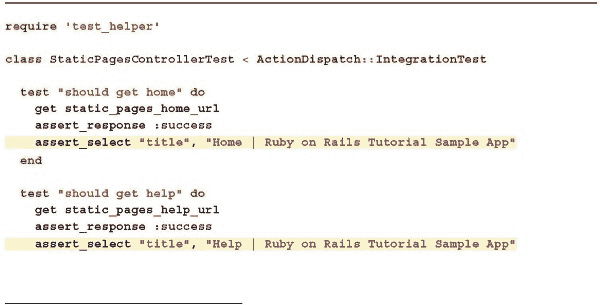 require 'test_helper'
class StaticPagesControllerTest < ActionDispatch::IntegrationTest
test "should get home" do
get static_pages_home_url
assert_response :success
assert_select "title", "Home | Ruby on Rails Tutorial Sample App"
end
test "should get help" do
get static_pages_help_url
assert_response :success
assert_select "title", "Help | Ruby on Rails Tutorial Sample App"